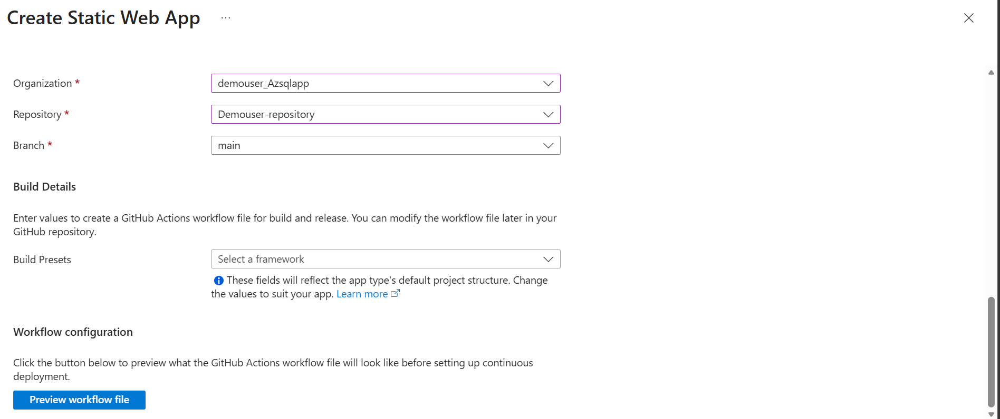 Create Static Web App ...
Organization *
demouser_Azsqlapp
Repository *
Demouser-repository
Branch *
main
Build Details
Enter values to create a GitHub Actions workflow file for build and release. You can modify the workflow file later in your
GitHub repository.
Build Presets
Select a framework
These fields will reflect the app type's default project structure. Change
the values to suit your app. Learn more
Workflow configuration
Click the button below to preview what the GitHub Actions workflow file will look like before setting up continuous
deployment.
Preview workflow file